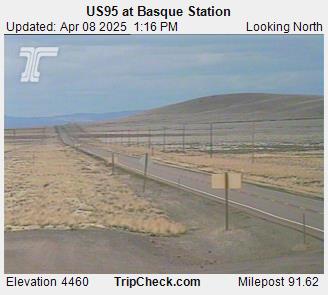 US95 at Basque Station
Updated: Apr 08 2025 1:16 PM Looking North
Elevation 4460 TripCheck.com Milepost 91.62